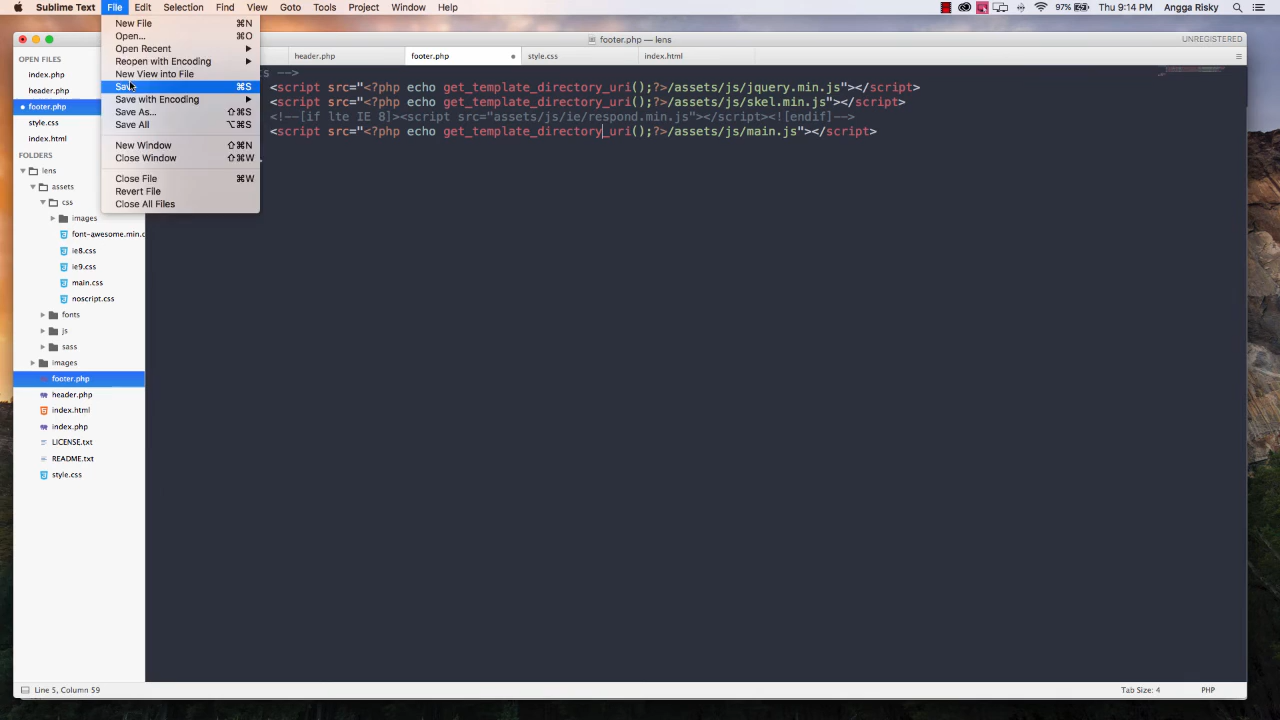 Sublime Text File Edit Selection Find View Goto Tools Project Window Help 97% Thu 9:14 PM Angga Risky
footer.php — lens UNREGISTERED
header.php footer.php style.css index.html
New File ⌘N
Open... ⌘O
Open Recent
Reopen with Encoding
New View into File
Save ⌘S
Save with Encoding
Save As... ⇧⌘S
Save All ⌥⌘S
New Window ⇧⌘N
Close Window ⇧⌘W
Close File ⌘W
Revert File
Close All Files
OPEN FILES
index.php
header.php
footer.php
style.css
index.html
FOLDERS
lens
assets
css
images
font-awesome.min.c
ie8.css
ie9.css
main.css
noscript.css
fonts
js
sass
images
footer.php
header.php
index.html
index.php
LICENSE.txt
README.txt
style.css
s -->
<script src="<?php echo get_template_directory_uri();?>/assets/js/jquery.min.js"></script>
<script src="<?php echo get_template_directory_uri();?>/assets/js/skel.min.js"></script>
<!--[if lte IE 8]><script src="assets/js/ie/respond.min.js"></script><![endif]-->
<script src="<?php echo get_template_directory_uri();?>/assets/js/main.js"></script>
Line 5, Column 59 Tab Size: 4 PHP